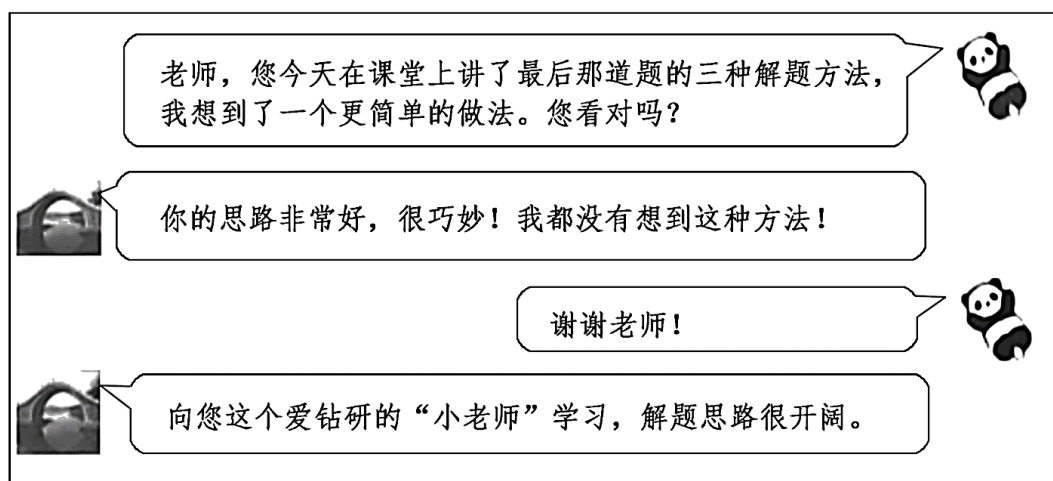 老师，您今天在课堂上讲了最后那道题的三种解题方法，
我想到了一个更简单的做法。您看对吗？
你的思路非常好，很巧妙！我都没有想到这种方法！
谢谢老师！
向您这个爱钻研的“小老师”学习，解题思路很开阔。